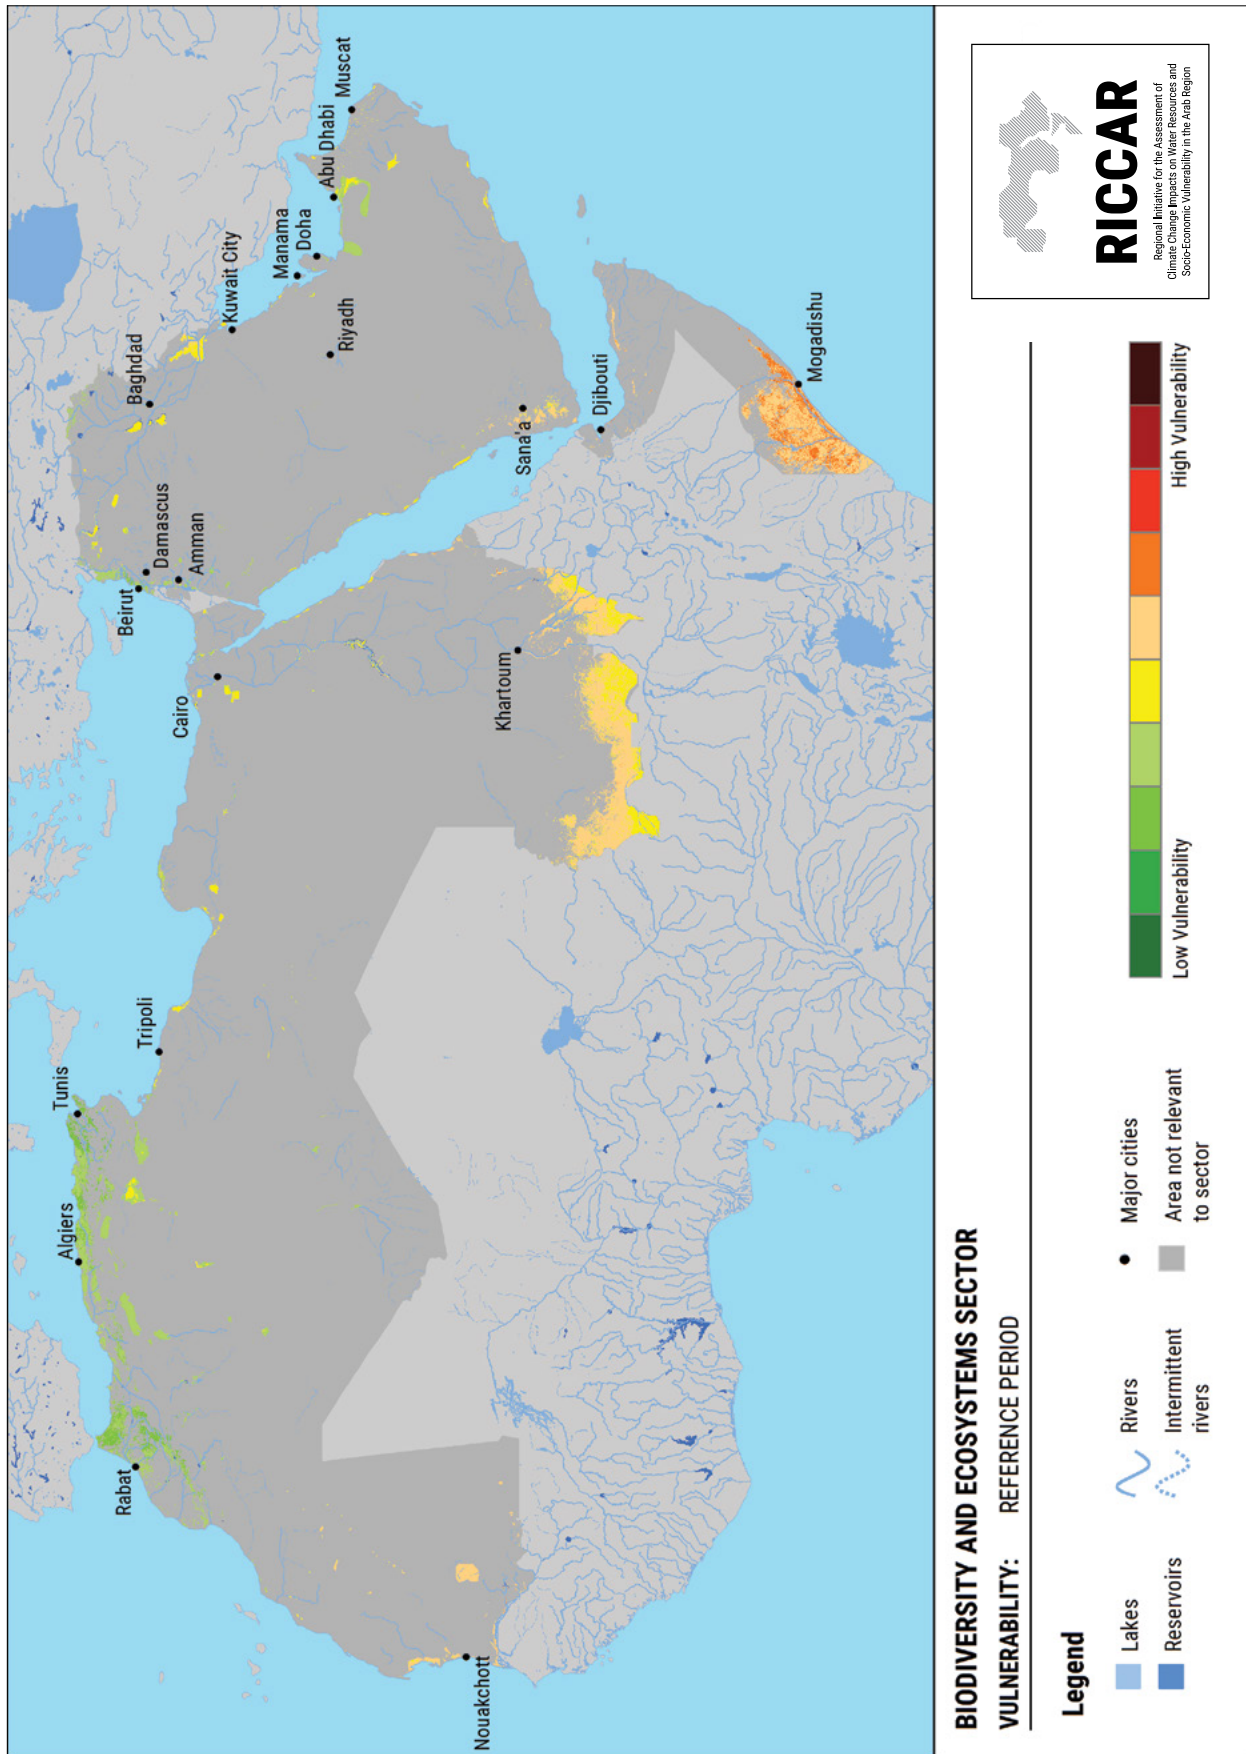 Rabat
Algiers
Tunis
Tripoli
Nouakchott
Cairo
Beirut
Damascus
Amman
Baghdad
Kuwait City
Manama
Doha
Abu Dhabi
Muscat
Riyadh
Sana'a
Khartoum
Djibouti
Mogadishu
BIODIVERSITY AND ECOSYSTEMS SECTOR
VULNERABILITY: REFERENCE PERIOD
Legend
Lakes
Reservoirs
Rivers
Intermittent
rivers
Major cities
Area not relevant
to sector
Low Vulnerability
High Vulnerability
RICCAR
Regional Initiative for the Assessment of
Climate Change Impacts on Water Resources and
Socio-Economic Vulnerability in the Arab Region